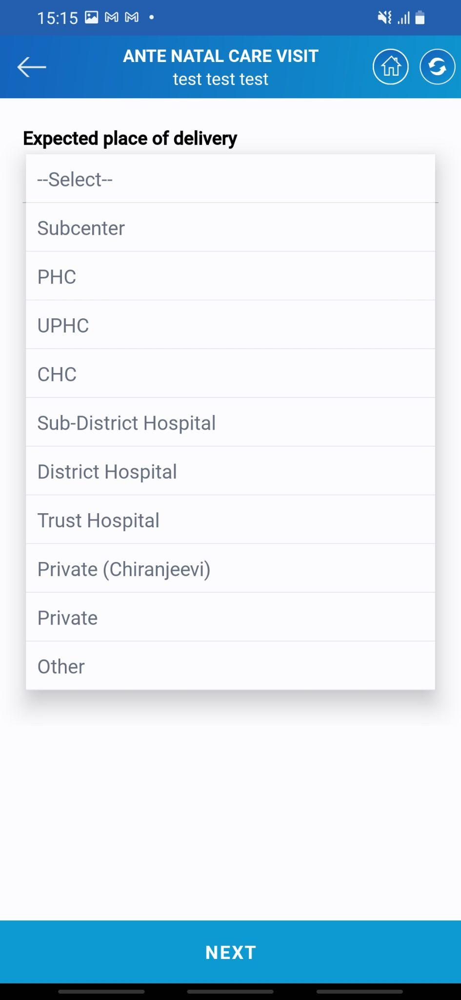 15:15
ANTE NATAL CARE VISIT
test test test
Expected place of delivery
--Select--
Subcenter
PHC
UPHC
CHC
Sub-District Hospital
District Hospital
Trust Hospital
Private (Chiranjeevi)
Private
Other
NEXT